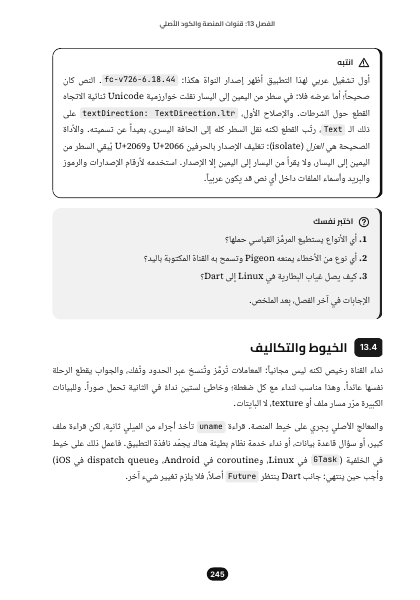 الفصل 13: قنوات المنصة والكود الأصلي
انتبه
أول تشغيل عربي لهذا التطبيق أظهر إصدار النواة هكذا: fc-v726-6.18.44. النص كان
صحيحاً؛ أما عرضه فلا: في سطر من اليمين إلى اليسار نقلت خوارزمية Unicode ثنائية الاتجاه
القطع حول الشرطات. والإصلاح الأول، textDirection: TextDirection.ltr على
ذلك الـ Text، رتّب القطع لكنه نقل السطر كله إلى الحافة اليسرى، بعيداً عن تسميته. والأداة
الصحيحة هي العزل (isolate): تغليف الإصدار بالحرفين U+2066 وU+2069 يُبقي السطر من
اليمين إلى اليسار، ولا يقرأ من اليسار إلى اليمين إلا الإصدار. استخدمه لأرقام الإصدارات والرموز
والبريد وأسماء الملفات داخل أي نص قد يكون عربياً.
اختبر نفسك
1. أي الأنواع يستطيع المرمّز القياسي حملها؟
2. أي نوع من الأخطاء يمنعه Pigeon وتسمح به القناة المكتوبة باليد؟
3. كيف يصل غياب البطارية في Linux إلى Dart؟
الإجابات في آخر الفصل، بعد الملخص.
13.4 الخيوط والتكاليف
نداء القناة رخيص لكنه ليس مجانياً: المعاملات تُرمَّز وتُنسخ عبر الحدود وتُفك، والجواب يقطع الرحلة
نفسها عائداً. وهذا مناسب لنداء مع كل ضغطة؛ وخاطئ لستين نداءً في الثانية تحمل صوراً. وللبيانات
الكبيرة مرّر مسار ملف أو texture، لا البايتات.
والمعالج الأصلي يجري على خيط المنصة. قراءة uname تأخذ أجزاء من الميلي ثانية، لكن قراءة ملف
كبير، أو سؤال قاعدة بيانات، أو نداء خدمة نظام بطيئة هناك يجمّد نافذة التطبيق. فاعمل ذلك على خيط
في الخلفية (GTask في Linux، وcoroutine في Android، وdispatch queue في iOS)
وأجب حين ينتهي: جانب Dart ينتظر Future أصلاً، فلا يلزم تغيير شيء آخر.
245